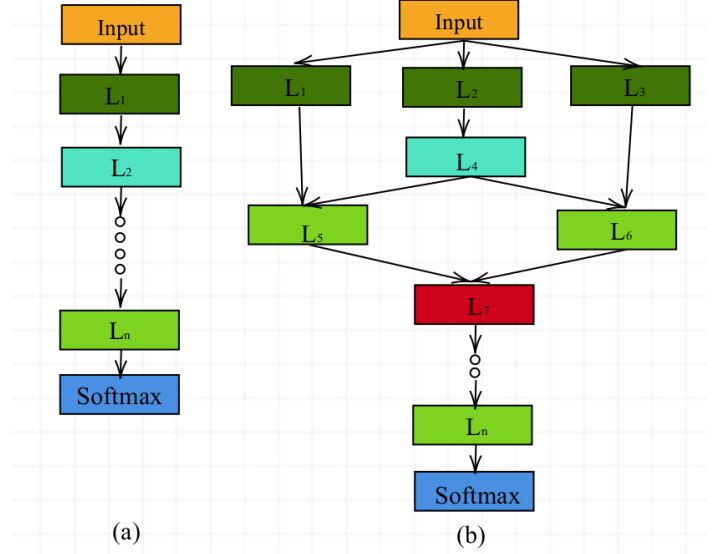 Input
L₁
L₂
Lₙ
Softmax
(a)
Input
L₁ L₂ L₃
L₄
L₅ L₆
L₇
Lₙ
Softmax
(b)